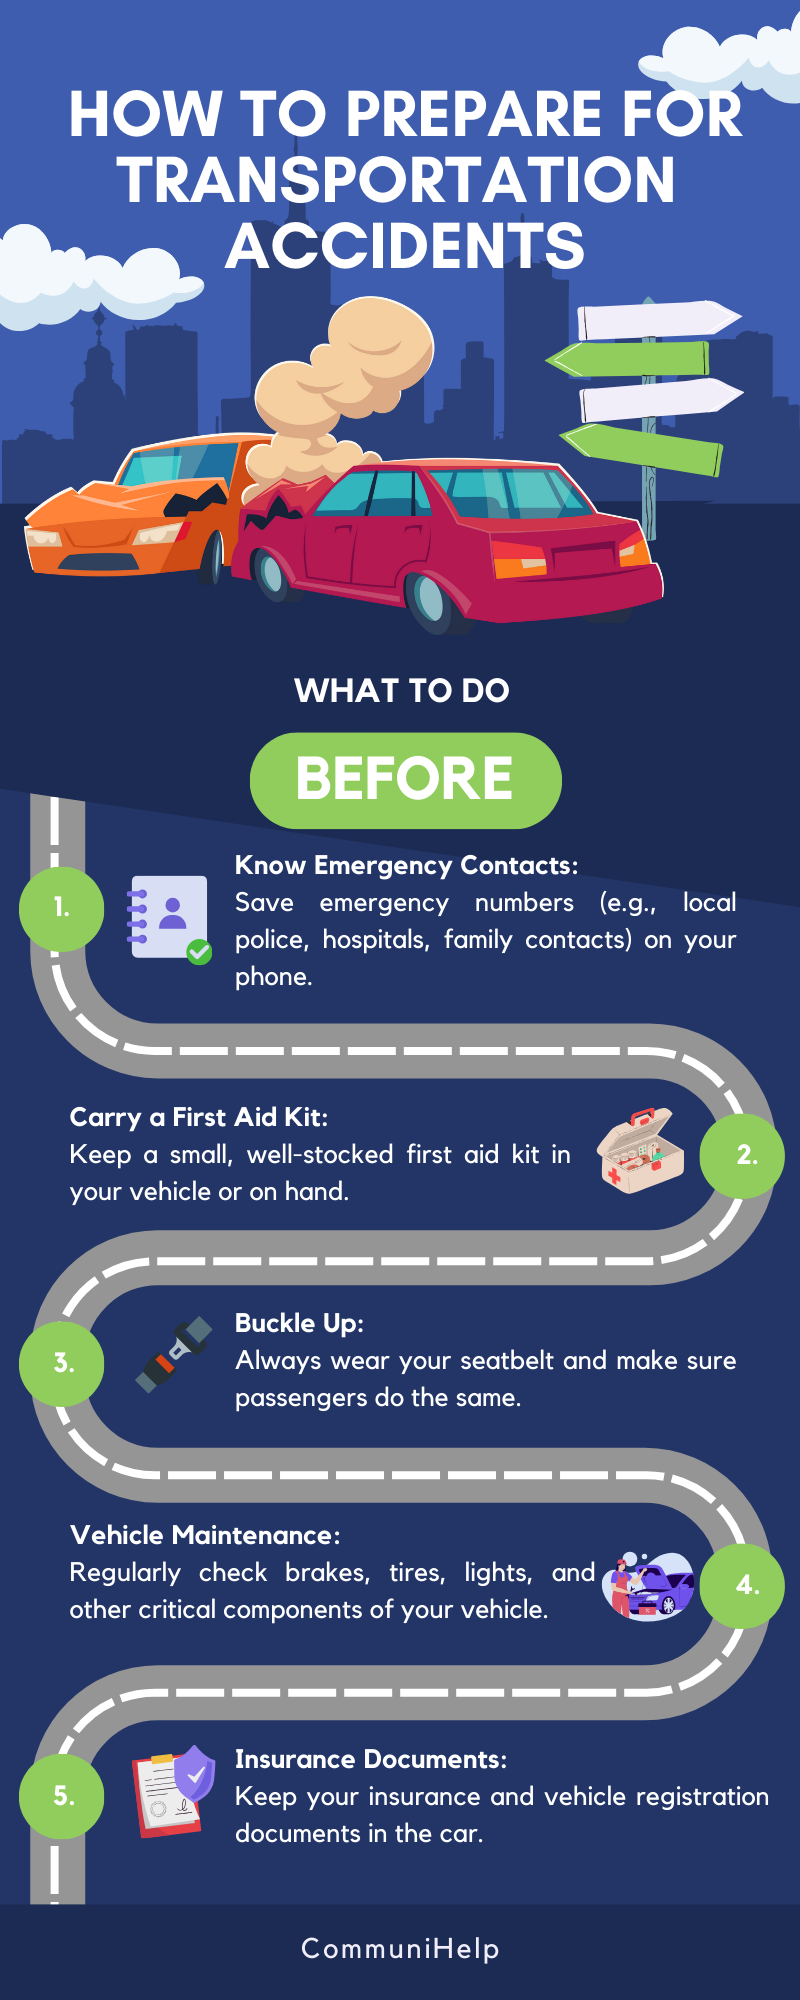 HOW TO PREPARE FOR
TRANSPORTATION
ACCIDENTS
WHAT TO DO
BEFORE
1.
Know Emergency Contacts:
Save emergency numbers (e.g., local
police, hospitals, family contacts) on your
phone.
Carry a First Aid Kit:
Keep a small, well-stocked first aid kit in
your vehicle or on hand.
2.
3.
Buckle Up:
Always wear your seatbelt and make sure
passengers do the same.
Vehicle Maintenance:
Regularly check brakes, tires, lights, and
other critical components of your vehicle.
4.
5.
Insurance Documents:
Keep your insurance and vehicle registration
documents in the car.
CommuniHelp